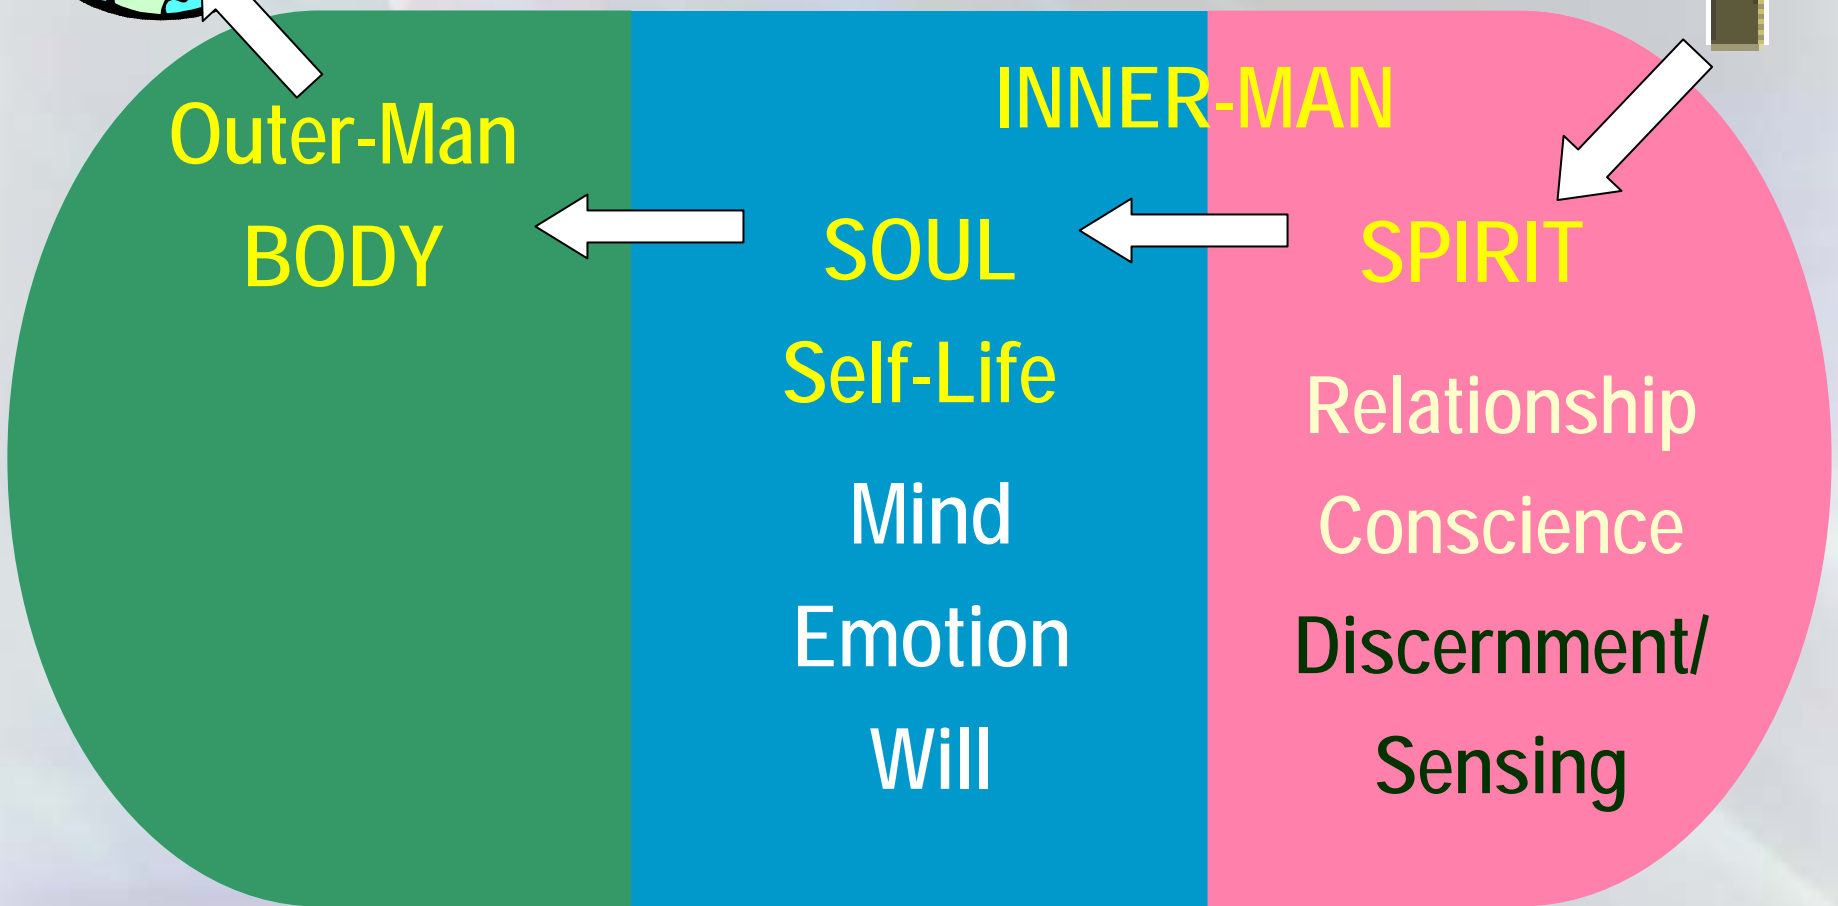 Outer-Man
BODY
INNER-MAN
SOUL
Self-Life
Mind
Emotion
Will
SPIRIT
Relationship
Conscience
Discernment/
Sensing